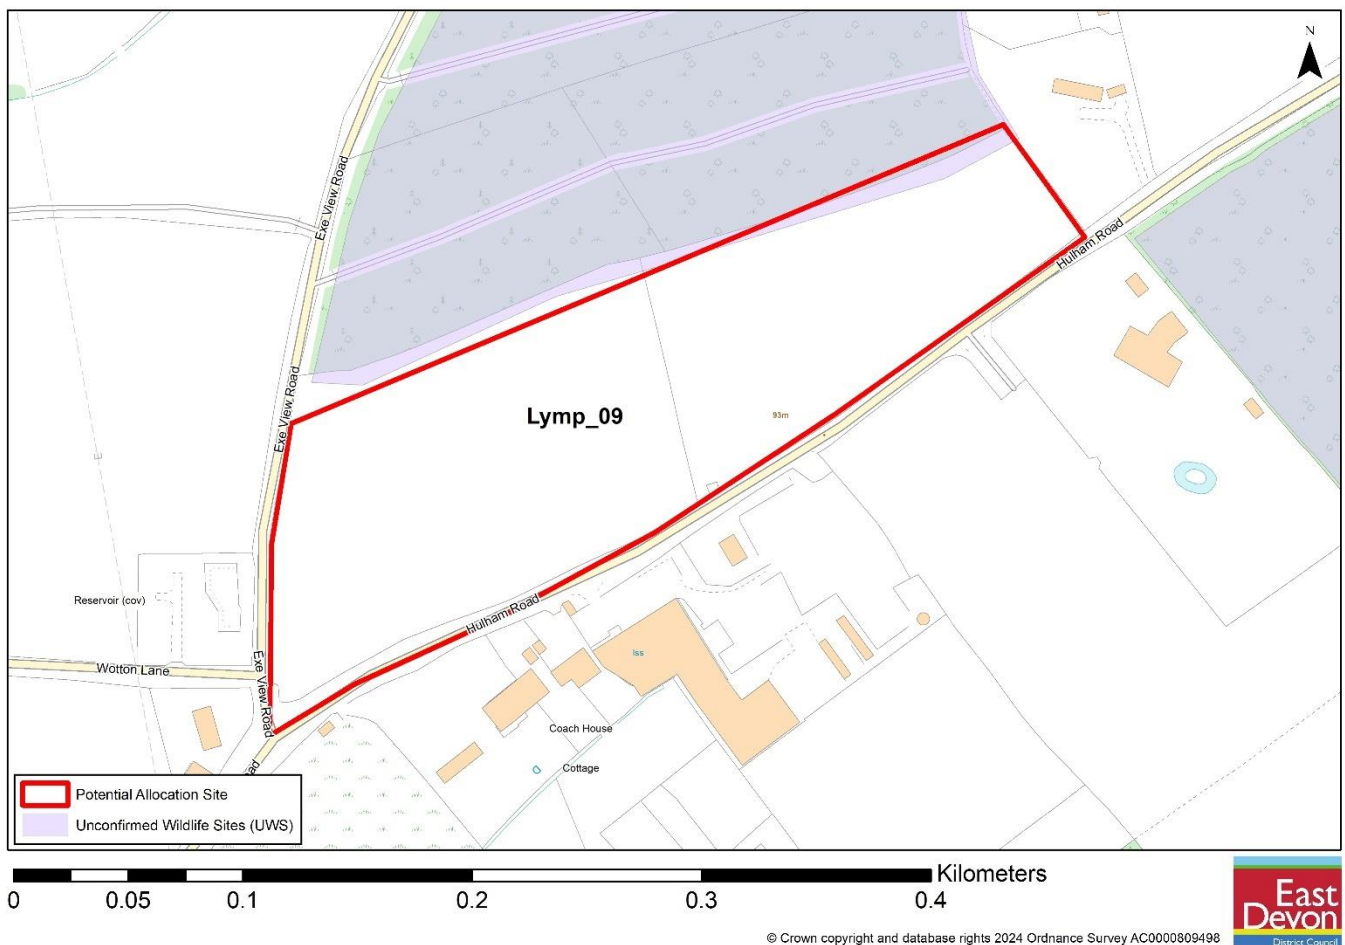 N
Exe View Road
Hulham Road
Exe View Road
Lymp_09
93m
Reservoir (cov)
Hulham Road
Wotton Lane
Exe View Road
Iss
Coach House
Cottage
oad
Potential Allocation Site
Unconfirmed Wildlife Sites (UWS)
Kilometers
0 0.05 0.1 0.2 0.3 0.4
East
Devon
District Council
© Crown copyright and database rights 2024 Ordnance Survey AC0000809498